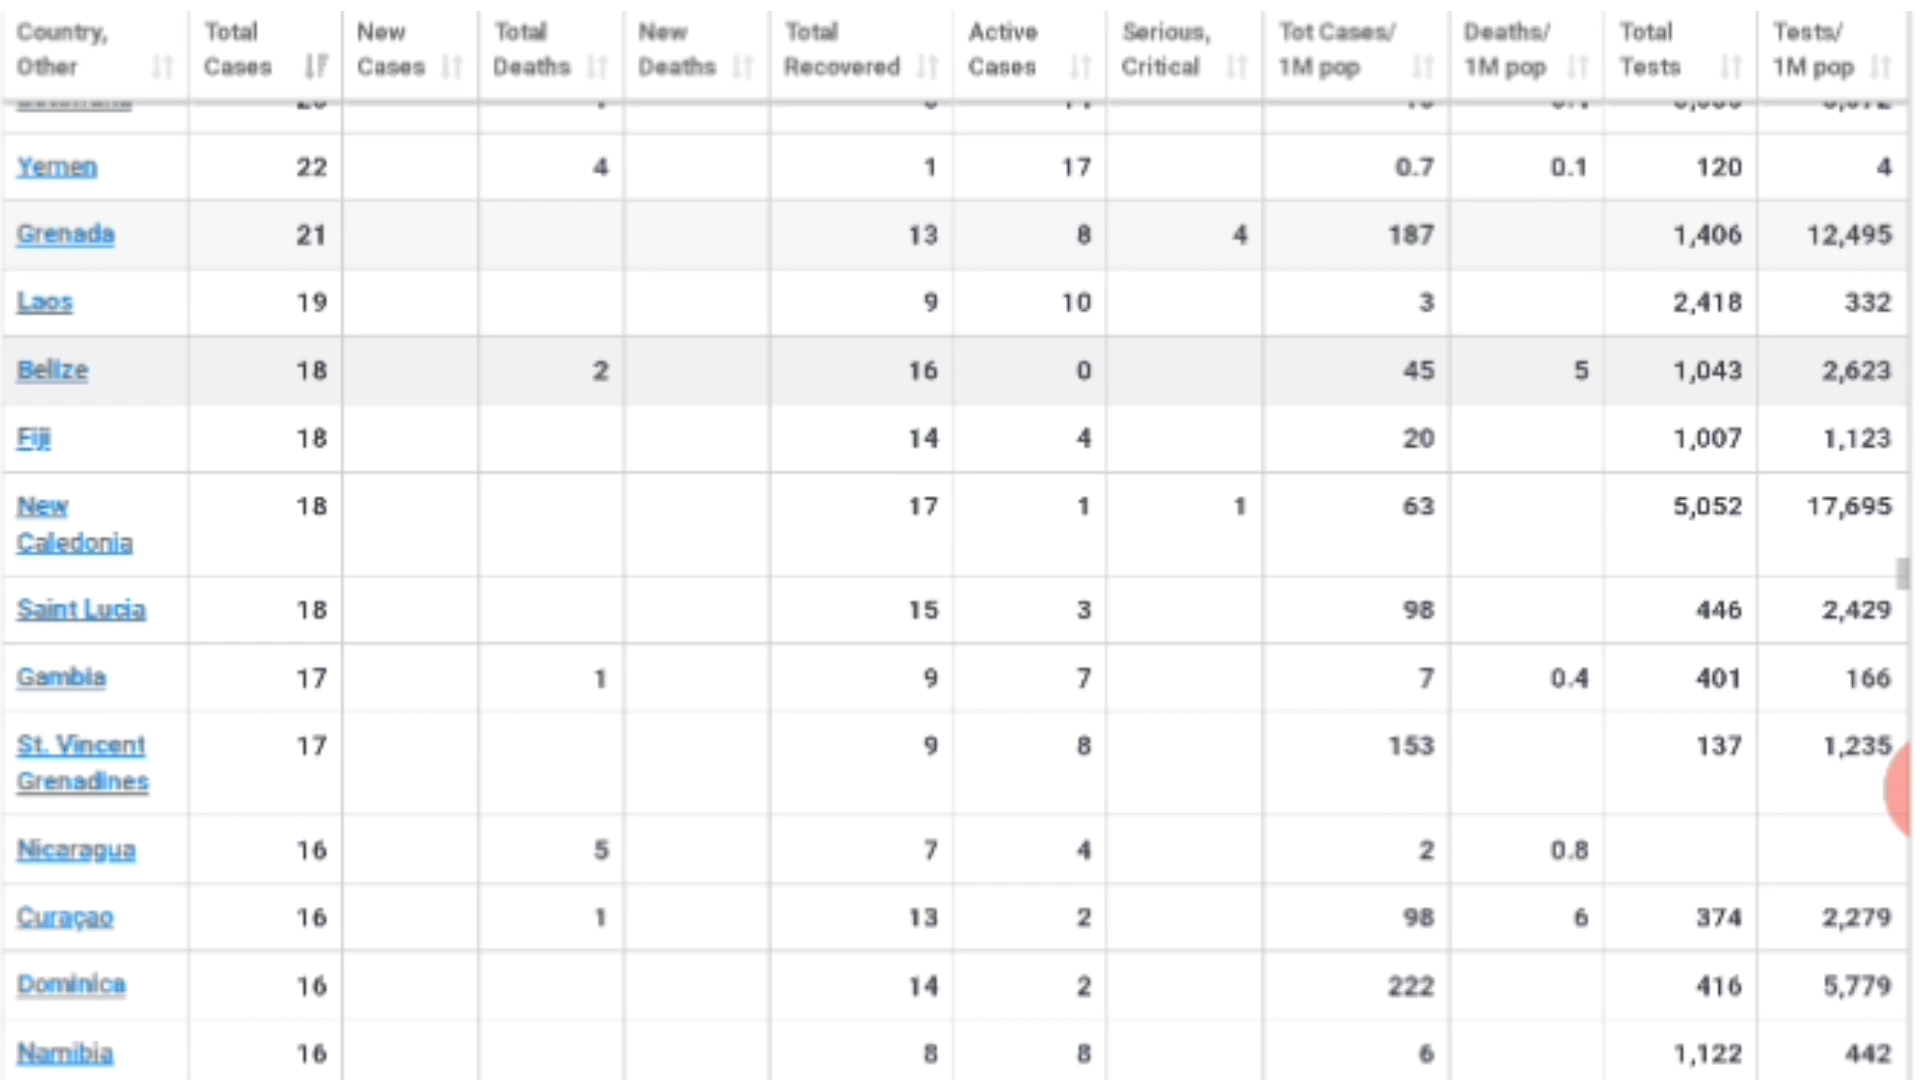 Country, Other Total Cases New Cases Total Deaths New Deaths Total Recovered Active Cases Serious, Critical Tot Cases/ 1M pop Deaths/ 1M pop Total Tests Tests/ 1M pop
Yemen 22 4 1 17 0.7 0.1 120 4
Grenada 21 13 8 4 187 1,406 12,495
Laos 19 9 10 3 2,418 332
Belize 18 2 16 0 45 5 1,043 2,623
Fiji 18 14 4 20 1,007 1,123
New Caledonia 18 17 1 1 63 5,052 17,695
Saint Lucia 18 15 3 98 446 2,429
Gambia 17 1 9 7 7 0.4 401 166
St. Vincent Grenadines 17 9 8 153 137 1,235
Nicaragua 16 5 7 4 2 0.8
Curaçao 16 1 13 2 98 6 374 2,279
Dominica 16 14 2 222 416 5,779
Namibia 16 8 8 6 1,122 442